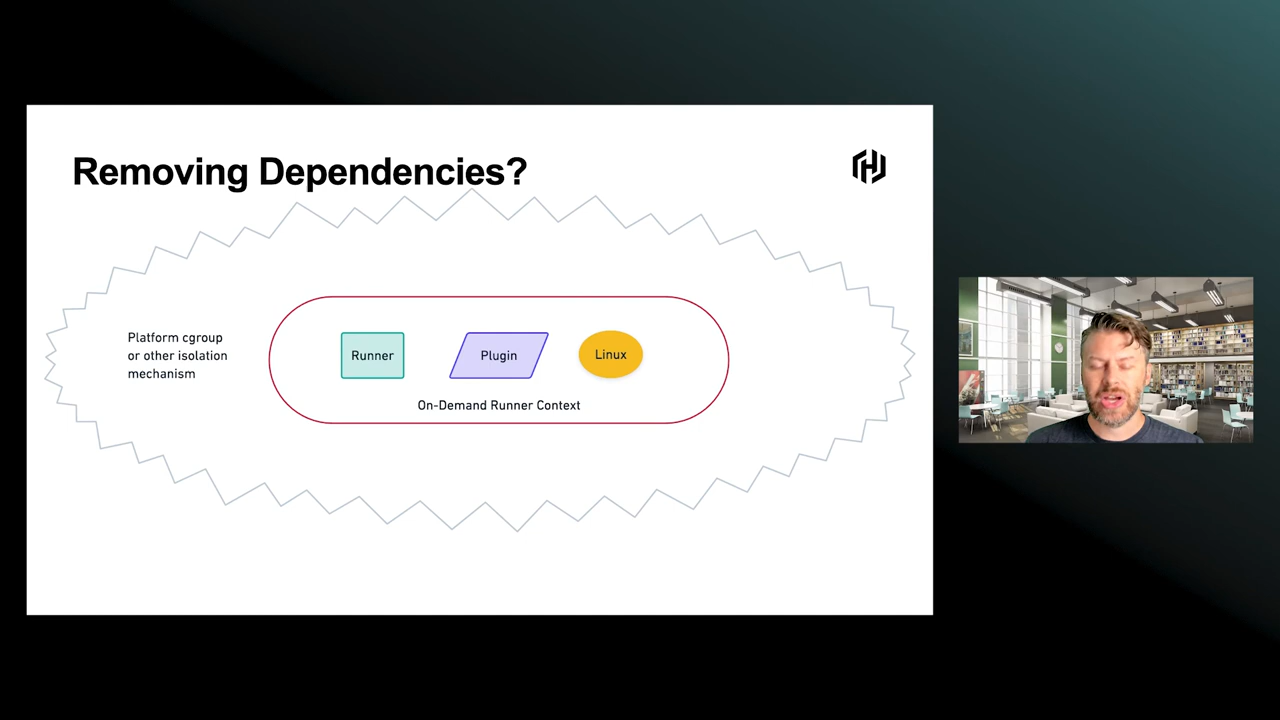 Removing Dependencies?
Platform cgroup
or other isolation
mechanism
Runner
Plugin
Linux
On-Demand Runner Context